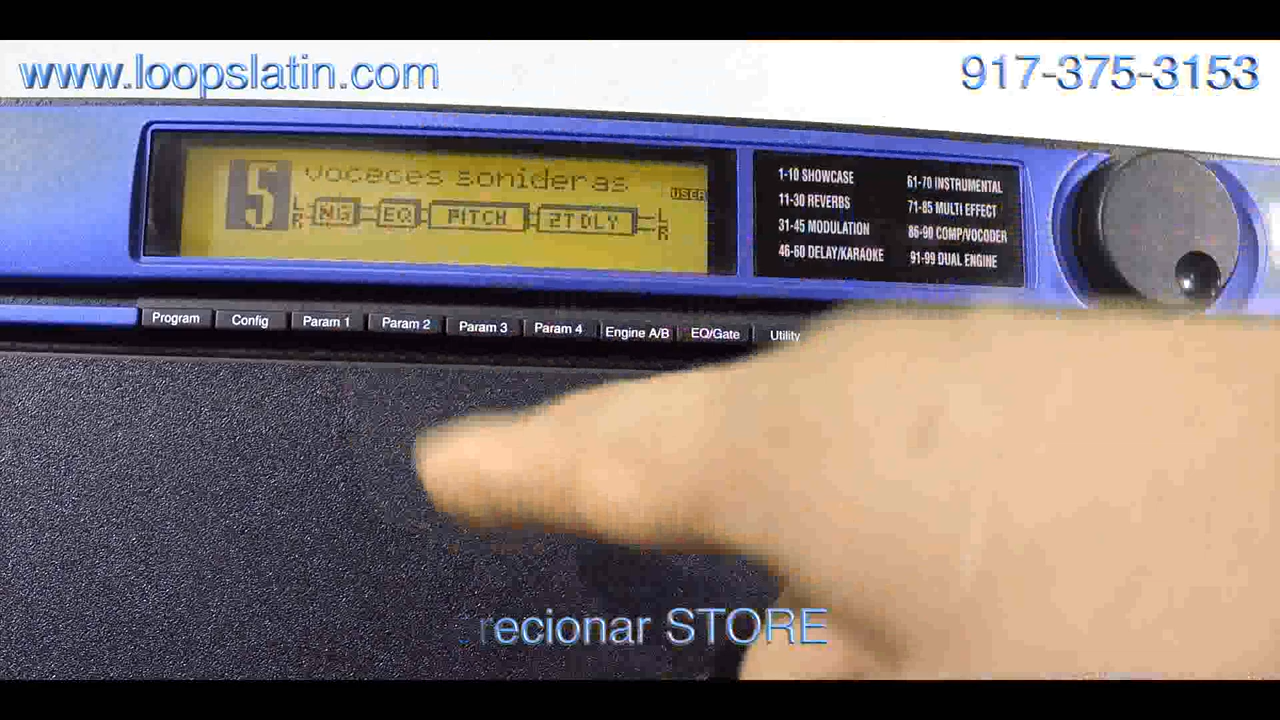 www.loopslatin.com
917-375-3153
5 voceces sonideras
USER
L R NG EQ PITCH 2T DLY L R
1-10 SHOWCASE
11-30 REVERBS
31-45 MODULATION
46-60 DELAY/KARAOKE
61-70 INSTRUMENTAL
71-85 MULTI EFFECT
86-90 COMP/VOCODER
91-99 DUAL ENGINE
Program Config Param 1 Param 2 Param 3 Param 4 Engine A/B EQ/Gate Utility
recionar STORE